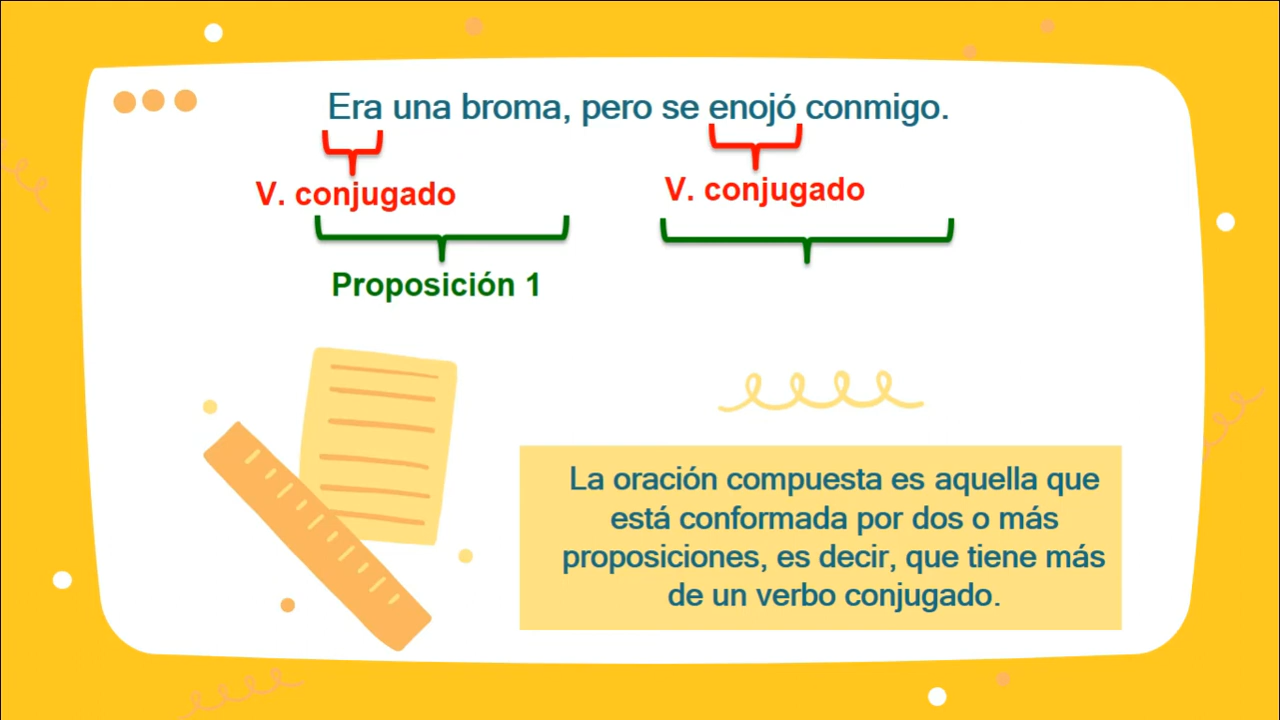 Era una broma, pero se enojó conmigo.
V. conjugado
V. conjugado
Proposición 1
La oración compuesta es aquella que
está conformada por dos o más
proposiciones, es decir, que tiene más
de un verbo conjugado.